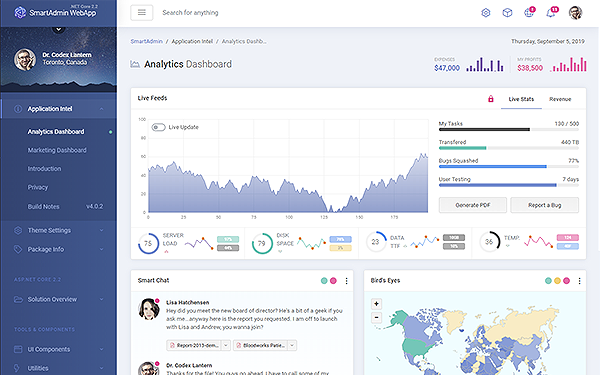 .NET Core 2.2
SmartAdmin WebApp
Search for anything
Dr. Codex Lantern
Toronto, Canada
SmartAdmin / Application Intel / Analytics Dashb...
Thursday, September 5, 2019
Analytics Dashboard
EXPENSES
$47,000
MY PROFITS
$38,500
Application Intel
Analytics Dashboard
Marketing Dashboard
Introduction
Privacy
Build Notes v4.0.2
Theme Settings
Package Info
ASP.NET CORE 2.2
Solution Overview
TOOLS & COMPONENTS
UI Components
Utilities
Live Feeds
Live Stats
Revenue
Live Update
100
80
60
40
20
0
0 25 50 75 100 125 150 175
My Tasks 130 / 500
Transfered 440 TB
Bugs Squashed 77%
User Testing 7 days
Generate PDF
Report a Bug
75
SERVER
LOAD
79
DISK
SPACE
23
DATA
TTF
36
TEMP.
Smart Chat
Lisa Hatchensen
Hey did you meet the new board of director? He's a bit of a geek if you
ask me...anyway here is the report you requested. I am off to launch
with Lisa and Andrew, you wanna join?
Report-2013-dem...
Bloodworks Patie...
Dr. Codex Lantern
Thanks for the file! You guys go ahead, I have to call some of my
Bird's Eyes
+
−